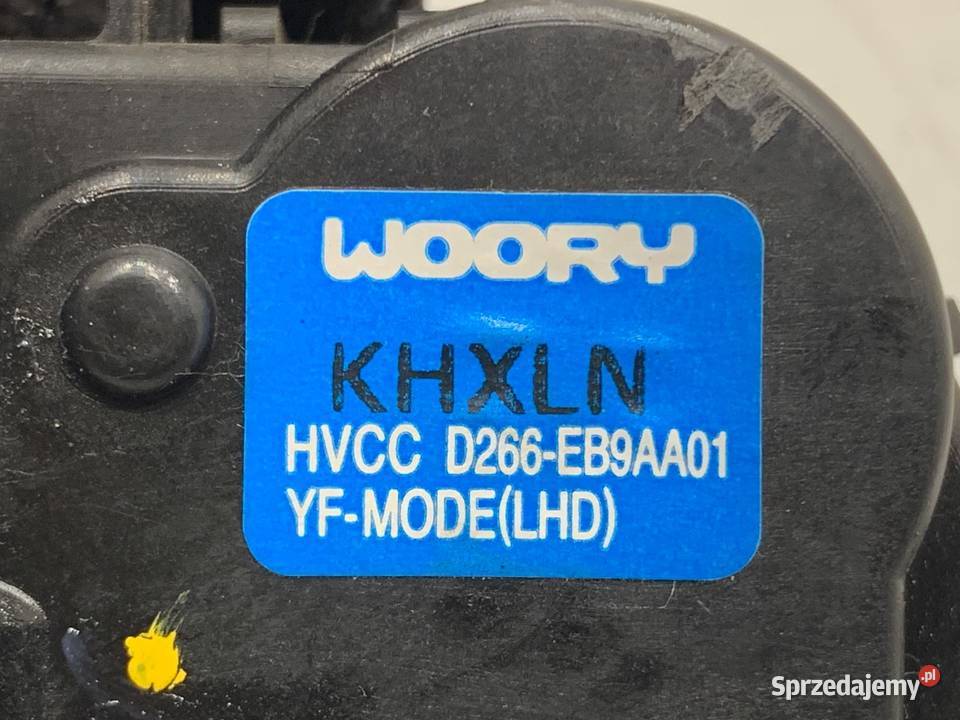 WOORY
KHXLN
HVCC D266-EB9AA01
YF-MODE(LHD)
Sprzedajemy.pl